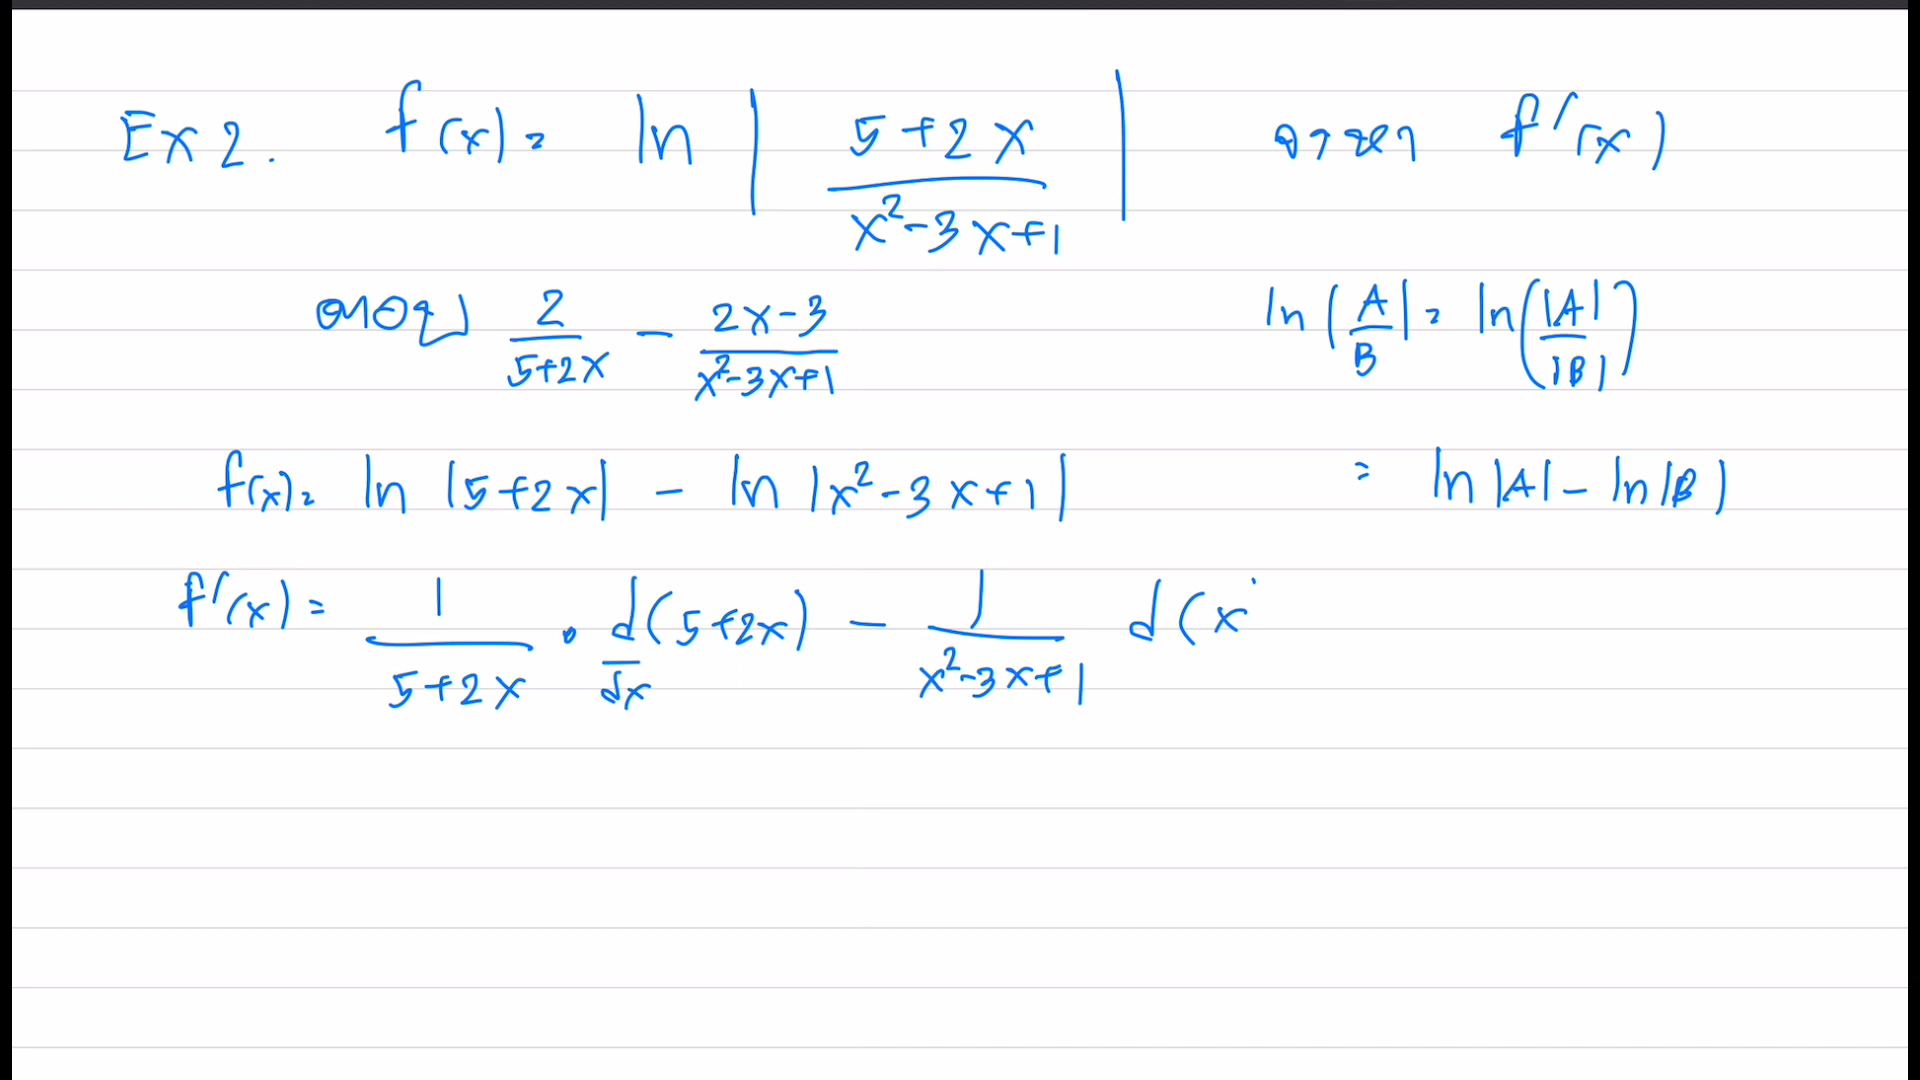 Ex 2. f(x) = ln | (5+2x)/(x²-3x+1) | จงหา f'(x)
ตอบ 2/(5+2x) - (2x-3)/(x²-3x+1)
ln |A/B| = ln(|A|/|B|)
f(x) = ln |5+2x| - ln |x²-3x+1|
= ln |A| - ln |B|
f'(x) = 1/(5+2x) · d/dx (5+2x) - 1/(x²-3x+1) d(x